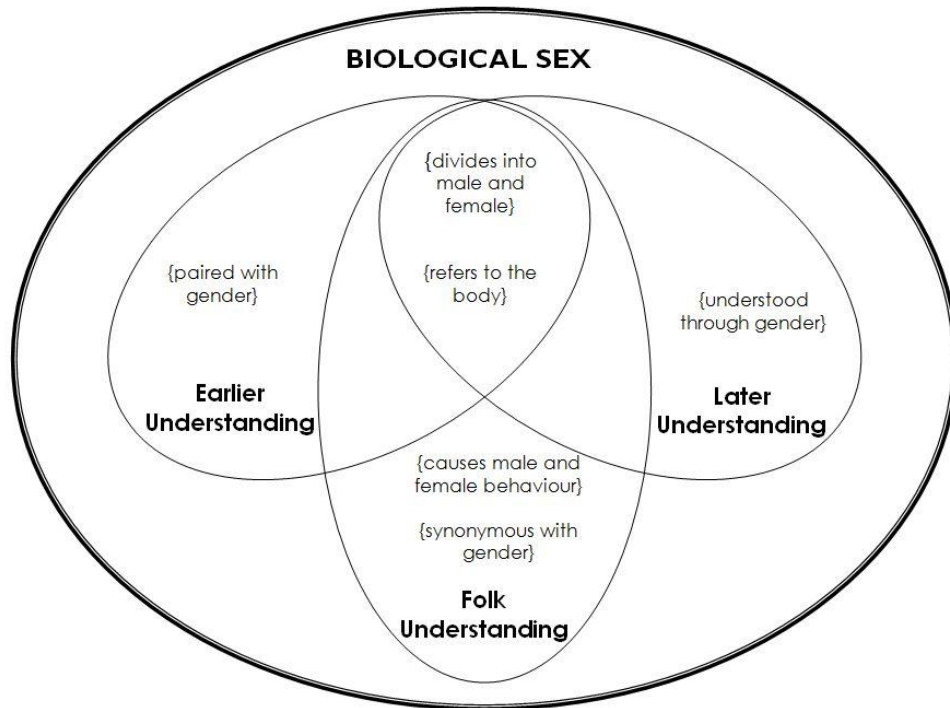 BIOLOGICAL SEX
{divides into
male and
female}
{paired with
gender}
{refers to the
body}
{understood
through gender}
Earlier
Understanding
Later
Understanding
{causes male and
female behaviour}
{synonymous with
gender}
Folk
Understanding